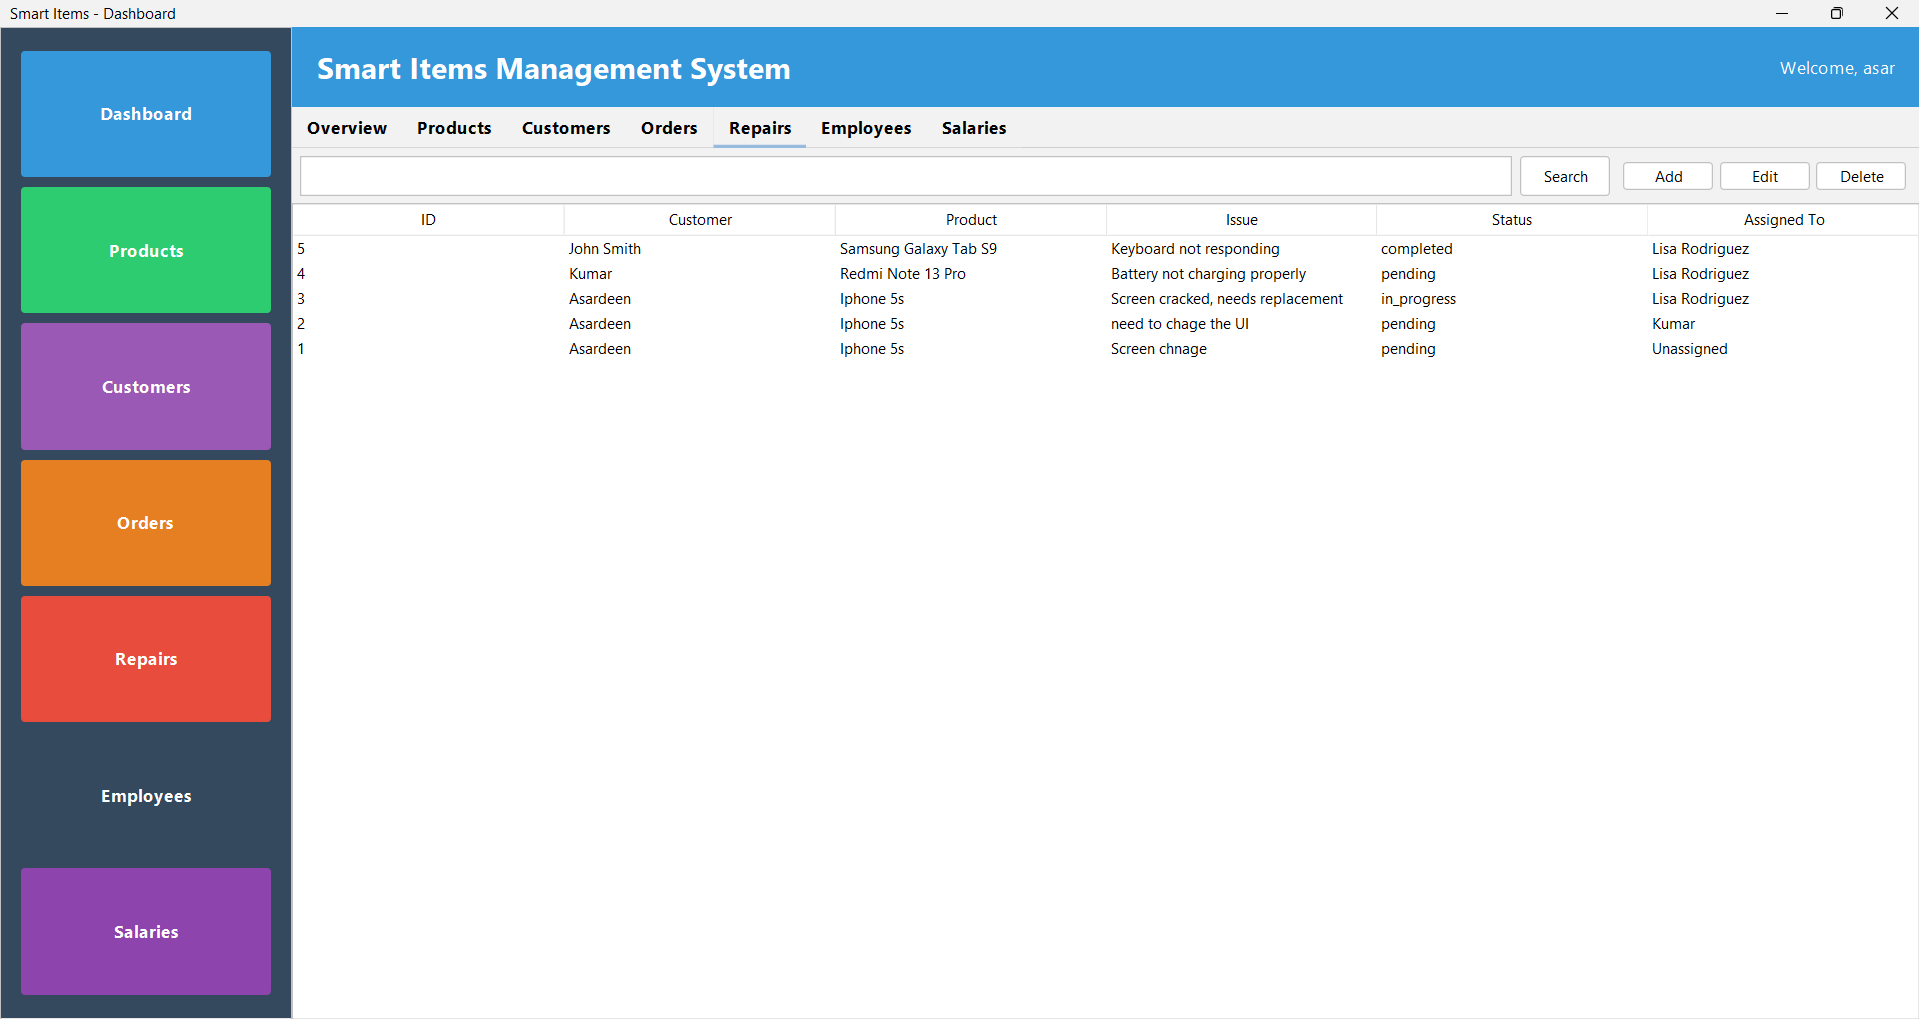 Smart Items - Dashboard
Smart Items Management System
Welcome, asar
Dashboard
Products
Customers
Orders
Repairs
Employees
Salaries
Overview Products Customers Orders Repairs Employees Salaries
Search Add Edit Delete
ID Customer Product Issue Status Assigned To
5 John Smith Samsung Galaxy Tab S9 Keyboard not responding completed Lisa Rodriguez
4 Kumar Redmi Note 13 Pro Battery not charging properly pending Lisa Rodriguez
3 Asardeen Iphone 5s Screen cracked, needs replacement in_progress Lisa Rodriguez
2 Asardeen Iphone 5s need to chage the UI pending Kumar
1 Asardeen Iphone 5s Screen chnage pending Unassigned